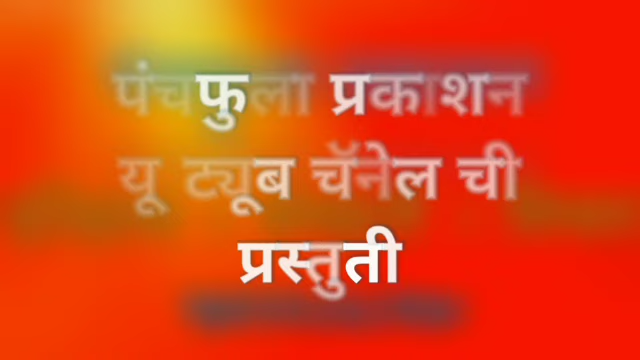 पंचफुला प्रकाशन
यू ट्यूब चॅनेल ची
प्रस्तुती